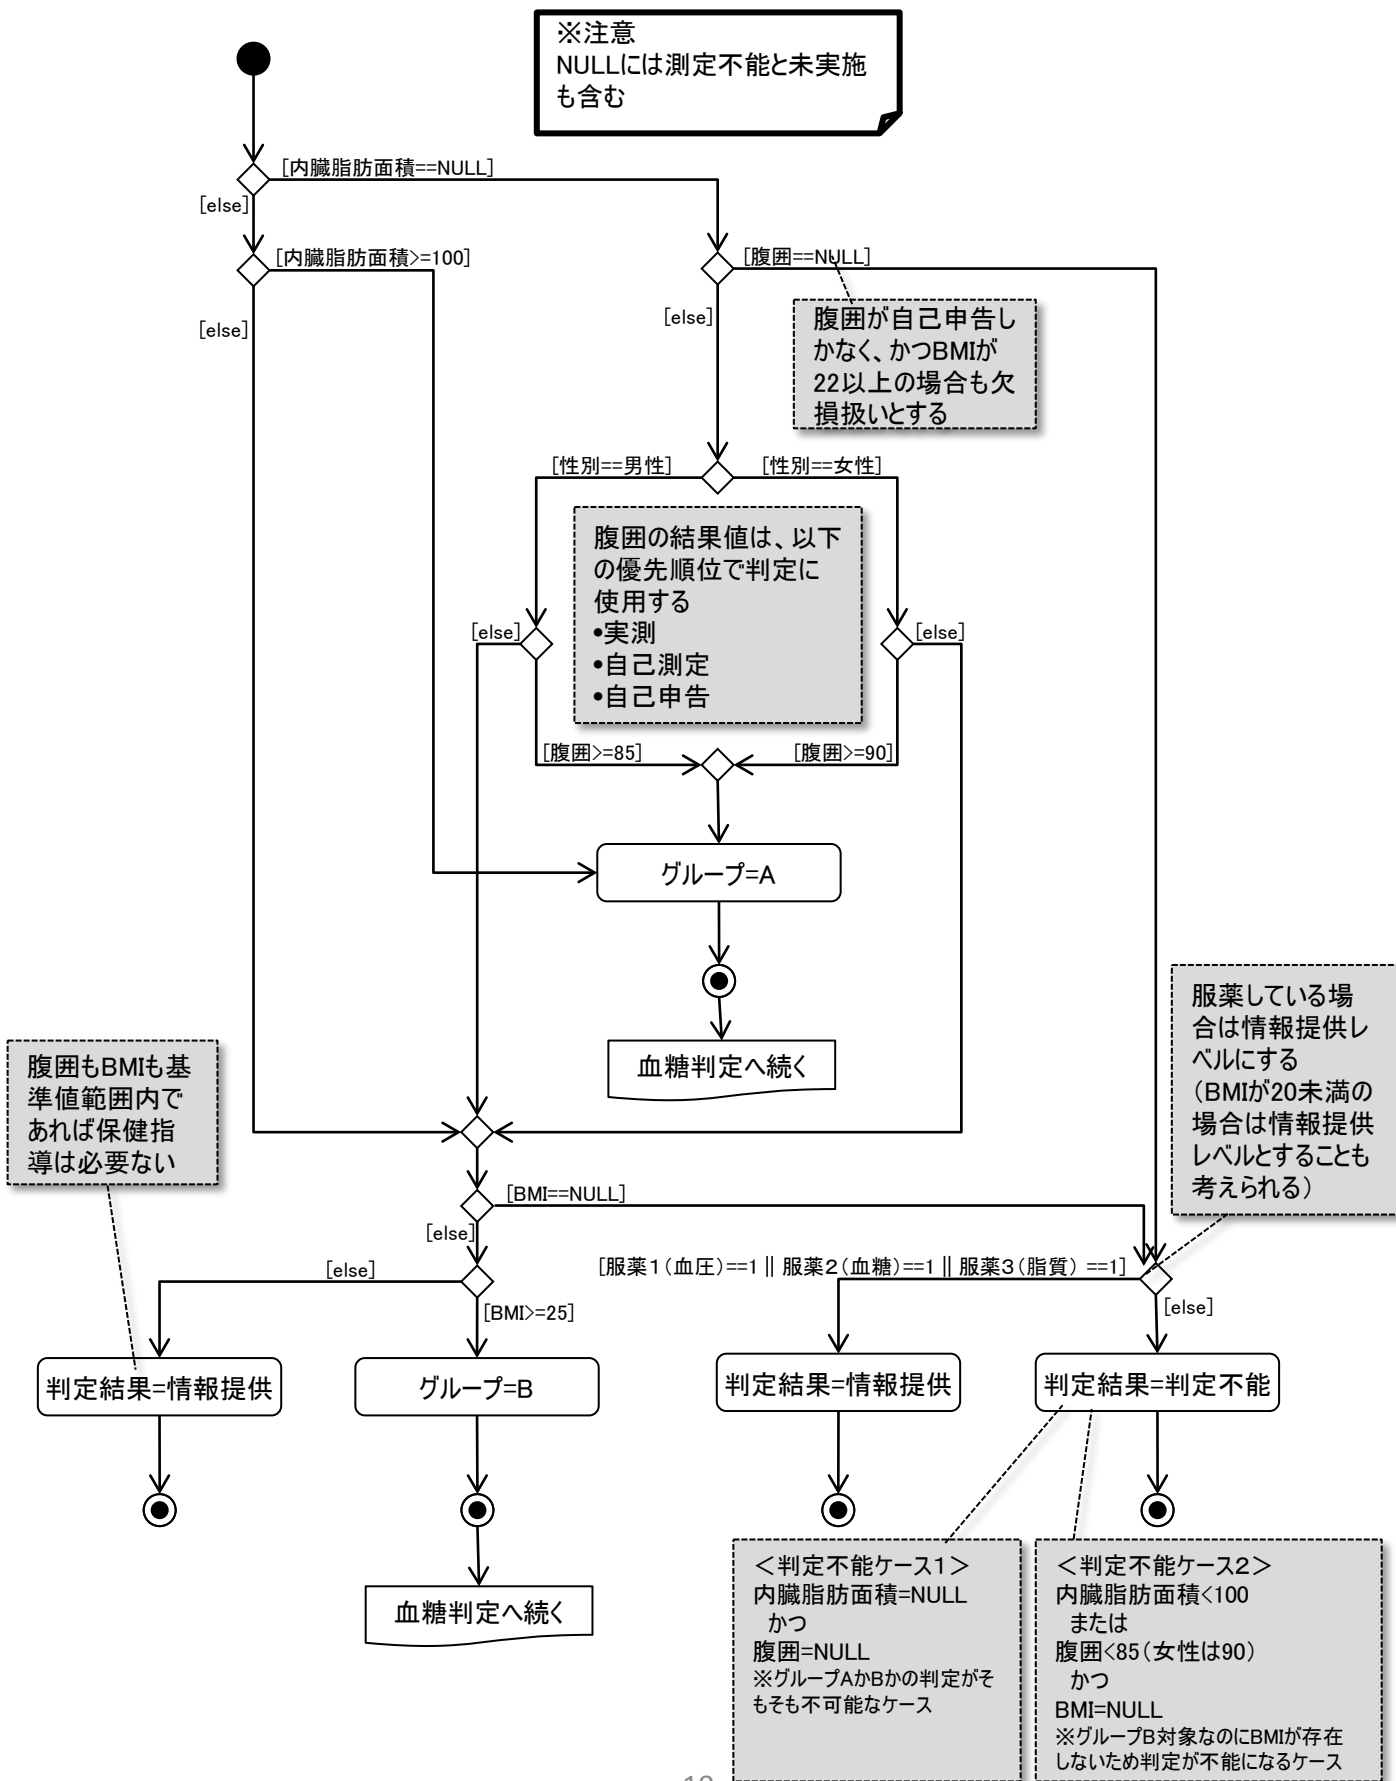 ※注意
NULLには測定不能と未実施
も含む
[内臓脂肪面積==NULL]
[else]
[内臓脂肪面積>=100]
[腹囲==NULL]
[else]
[else]
腹囲が自己申告し
かなく、かつBMIが
22以上の場合も欠
損扱いとする
[性別==男性]
[性別==女性]
腹囲の結果値は、以下
の優先順位で判定に
使用する
•実測
•自己測定
•自己申告
[else]
[else]
[腹囲>=85]
[腹囲>=90]
グループ=A
血糖判定へ続く
服薬している場
合は情報提供レ
ベルにする
（BMIが20未満の
場合は情報提供
レベルとすることも
考えられる）
腹囲もBMIも基
準値範囲内で
あれば保健指
導は必要ない
[BMI==NULL]
[else]
[else]
[服薬１（血圧）==1 || 服薬２（血糖）==1 || 服薬３（脂質） ==1]
[BMI>=25]
[else]
判定結果=情報提供
グループ=B
判定結果=情報提供
判定結果=判定不能
血糖判定へ続く
＜判定不能ケース1＞
内臓脂肪面積=NULL
かつ
腹囲=NULL
※グループAかBかの判定がそ
もそも不可能なケース
＜判定不能ケース2＞
内臓脂肪面積<100
または
腹囲<85（女性は90）
かつ
BMI=NULL
※グループB対象なのにBMIが存在
しないため判定が不能になるケース